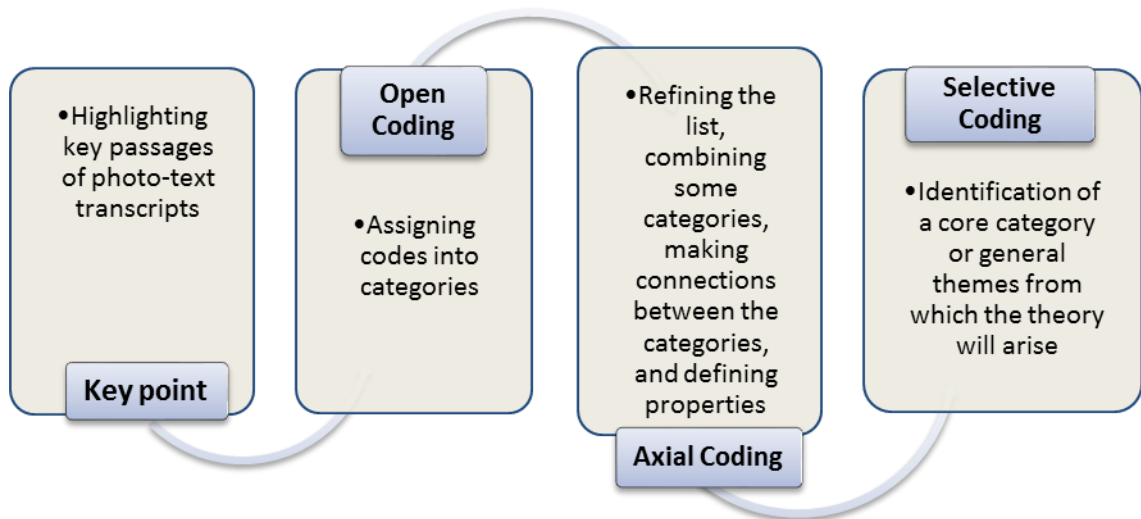 •Highlighting
key passages
of photo-text
transcripts
Key point
Open
Coding
•Assigning
codes into
categories
•Refining the
list,
combining
some
categories,
making
connections
between the
categories,
and defining
properties
Axial Coding
Selective
Coding
•Identification of
a core category
or general
themes from
which the theory
will arise